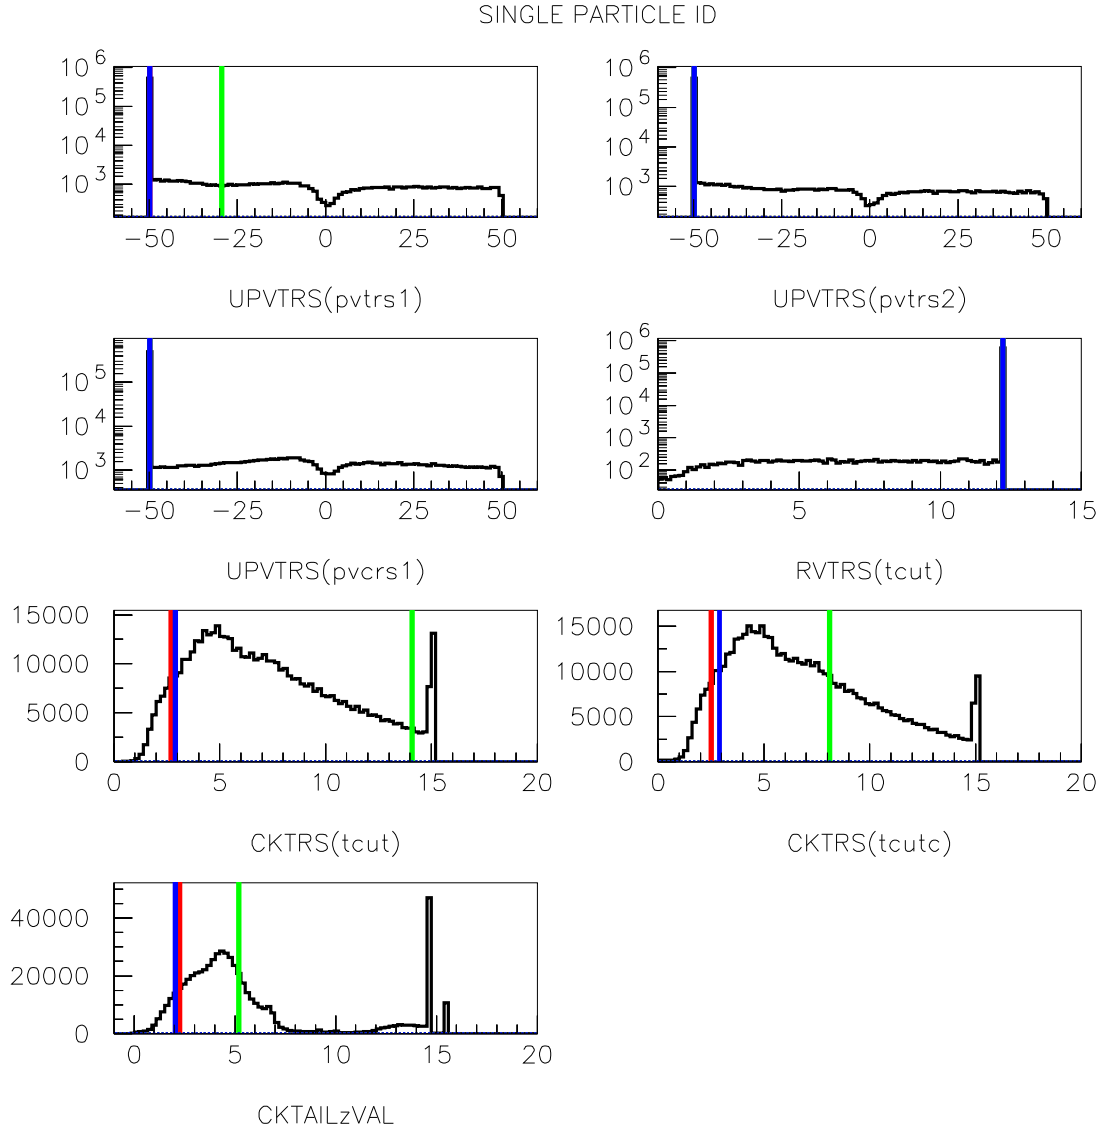 SINGLE PARTICLE ID
10^6
10^5
10^4
10^3
−50 −25 0 25 50
UPVTRS(pvtrs1)
10^6
10^5
10^4
10^3
−50 −25 0 25 50
UPVTRS(pvtrs2)
10^5
10^4
10^3
−50 −25 0 25 50
UPVTRS(pvcrs1)
10^6
10^5
10^4
10^3
10^2
0 5 10 15
RVTRS(tcut)
15000
10000
5000
0
0 5 10 15 20
CKTRS(tcut)
15000
10000
5000
0
0 5 10 15 20
CKTRS(tcutc)
40000
20000
0
0 5 10 15 20
CKTAILzVAL